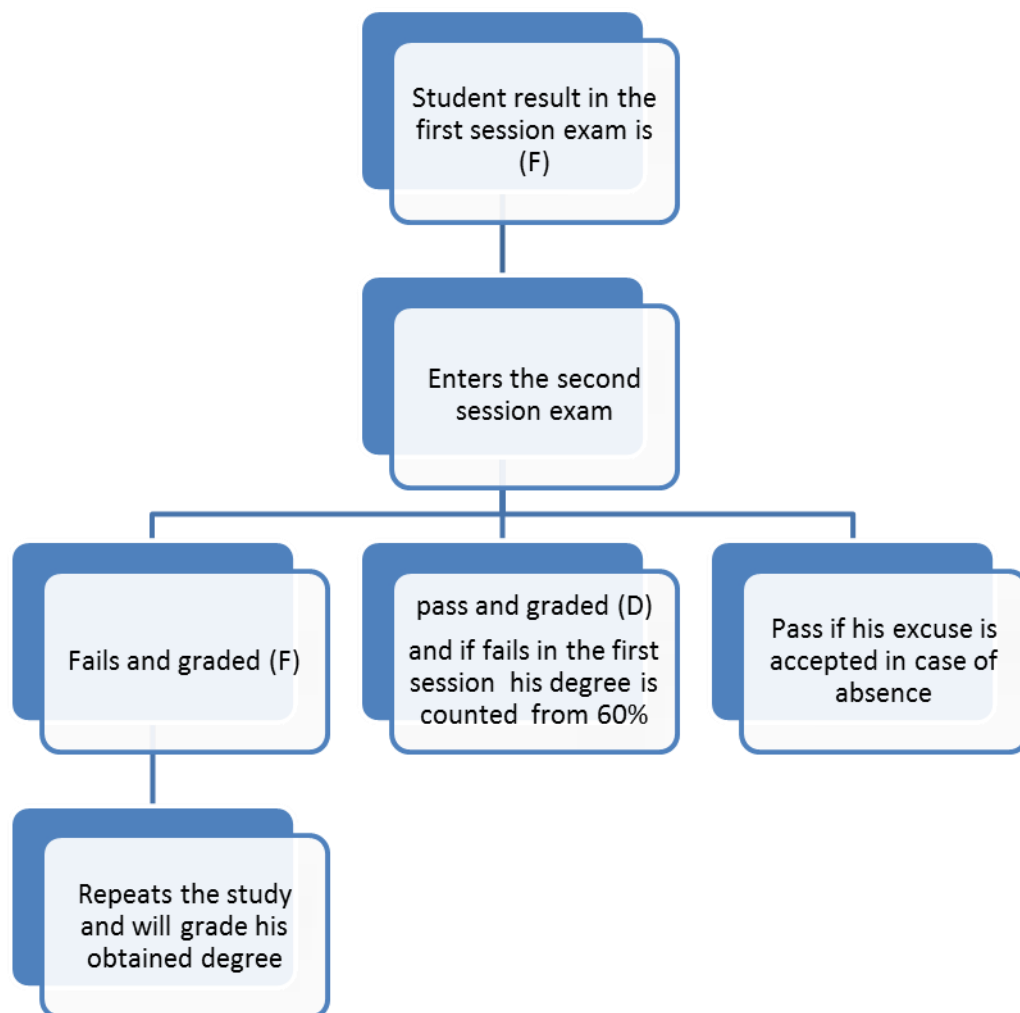 Student result in the
first session exam is
(F)
Enters the second
session exam
Fails and graded (F)
pass and graded (D)
and if fails in the first
session his degree is
counted from 60%
Pass if his excuse is
accepted in case of
absence
Repeats the study
and will grade his
obtained degree